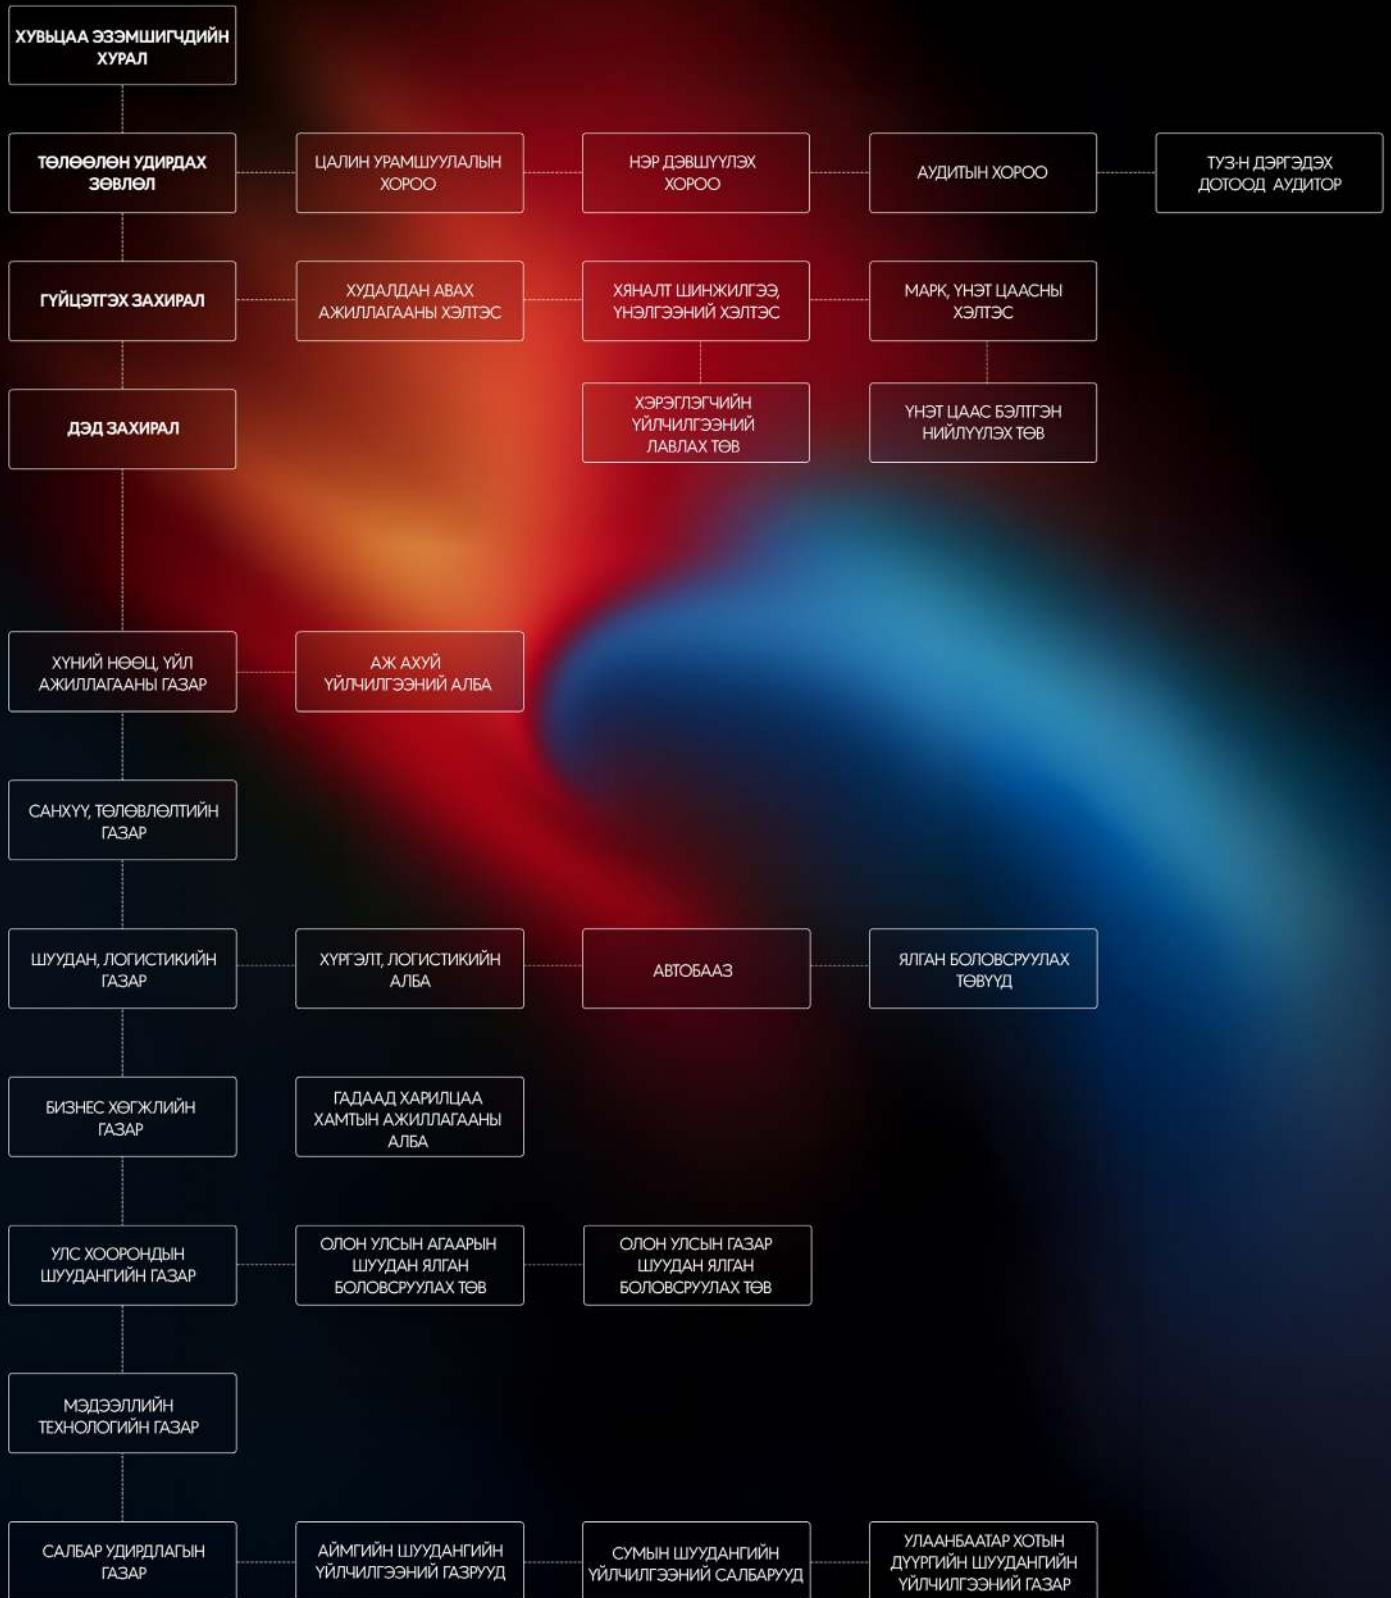 ХУВЬЦАА ЭЗЭМШИГЧДИЙН
ХУРАЛ
ТӨЛӨӨЛӨН УДИРДАХ
ЗӨВЛӨЛ
ЦАЛИН УРАМШУУЛАЛЫН
ХОРОО
НЭР ДЭВШҮҮЛЭХ
ХОРОО
АУДИТЫН ХОРОО
ТУЗ-Н ДЭРГЭДЭХ
ДОТООД АУДИТОР
ГҮЙЦЭТГЭХ ЗАХИРАЛ
ХУДАЛДАН АВАХ
АЖИЛЛАГААНЫ ХЭЛТЭС
ХЯНАЛТ ШИНЖИЛГЭЭ,
ҮНЭЛГЭЭНИЙ ХЭЛТЭС
МАРК, ҮНЭТ ЦААСНЫ
ХЭЛТЭС
ДЭД ЗАХИРАЛ
ХЭРЭГЛЭГЧИЙН
ҮЙЛЧИЛГЭЭНИЙ
ЛАВЛАХ ТӨВ
ҮНЭТ ЦААС БЭЛТГЭН
НИЙЛҮҮЛЭХ ТӨВ
ХҮНИЙ НӨӨЦ, ҮЙЛ
АЖИЛЛАГААНЫ ГАЗАР
АЖ АХУЙ
ҮЙЛЧИЛГЭЭНИЙ АЛБА
САНХҮҮ, ТӨЛӨВЛӨЛТИЙН
ГАЗАР
ШУУДАН, ЛОГИСТИКИЙН
ГАЗАР
ХҮРГЭЛТ, ЛОГИСТИКИЙН
АЛБА
АВТОБААЗ
ЯЛГАН БОЛОВСРУУЛАХ
ТӨВҮҮД
БИЗНЕС ХӨГЖЛИЙН
ГАЗАР
ГАДААД ХАРИЛЦАА
ХАМТЫН АЖИЛЛАГААНЫ
АЛБА
УЛС ХООРОНДЫН
ШУУДАНГИЙН ГАЗАР
ОЛОН УЛСЫН АГААРЫН
ШУУДАН ЯЛГАН
БОЛОВСРУУЛАХ ТӨВ
ОЛОН УЛСЫН ГАЗАР
ШУУДАН ЯЛГАН
БОЛОВСРУУЛАХ ТӨВ
МЭДЭЭЛЛИЙН
ТЕХНОЛОГИЙН ГАЗАР
САЛБАР УДИРДЛАГЫН
ГАЗАР
АЙМГИЙН ШУУДАНГИЙН
ҮЙЛЧИЛГЭЭНИЙ ГАЗРУУД
СУМЫН ШУУДАНГИЙН
ҮЙЛЧИЛГЭЭНИЙ САЛБАРУУД
УЛААНБААТАР ХОТЫН
ДҮҮРГИЙН ШУУДАНГИЙН
ҮЙЛЧИЛГЭЭНИЙ ГАЗАР